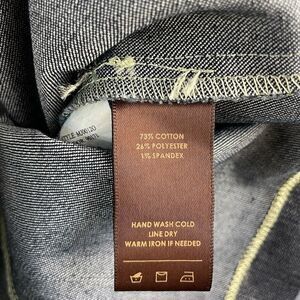 73% COTTON
26% POLYESTER
1% SPANDEX
HAND WASH COLD
LINE DRY
WARM IRON IF NEEDED